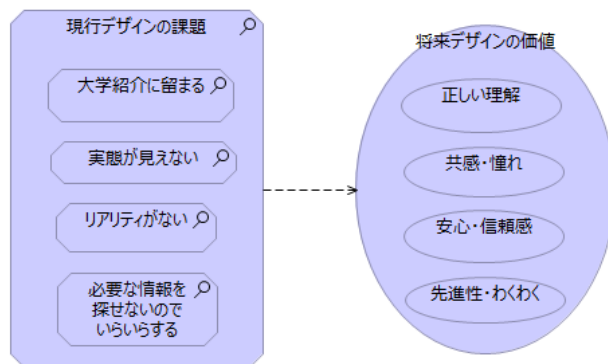 現行デザインの課題
大学紹介に留まる
実態が見えない
リアリティがない
必要な情報を
探せないので
いらいらする
将来デザインの価値
正しい理解
共感・憧れ
安心・信頼感
先進性・わくわく